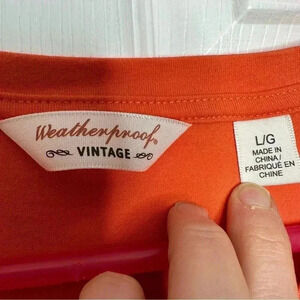 Weatherproof
VINTAGE
L/G
MADE IN
CHINA/
FABRIQUÉ EN
CHINE